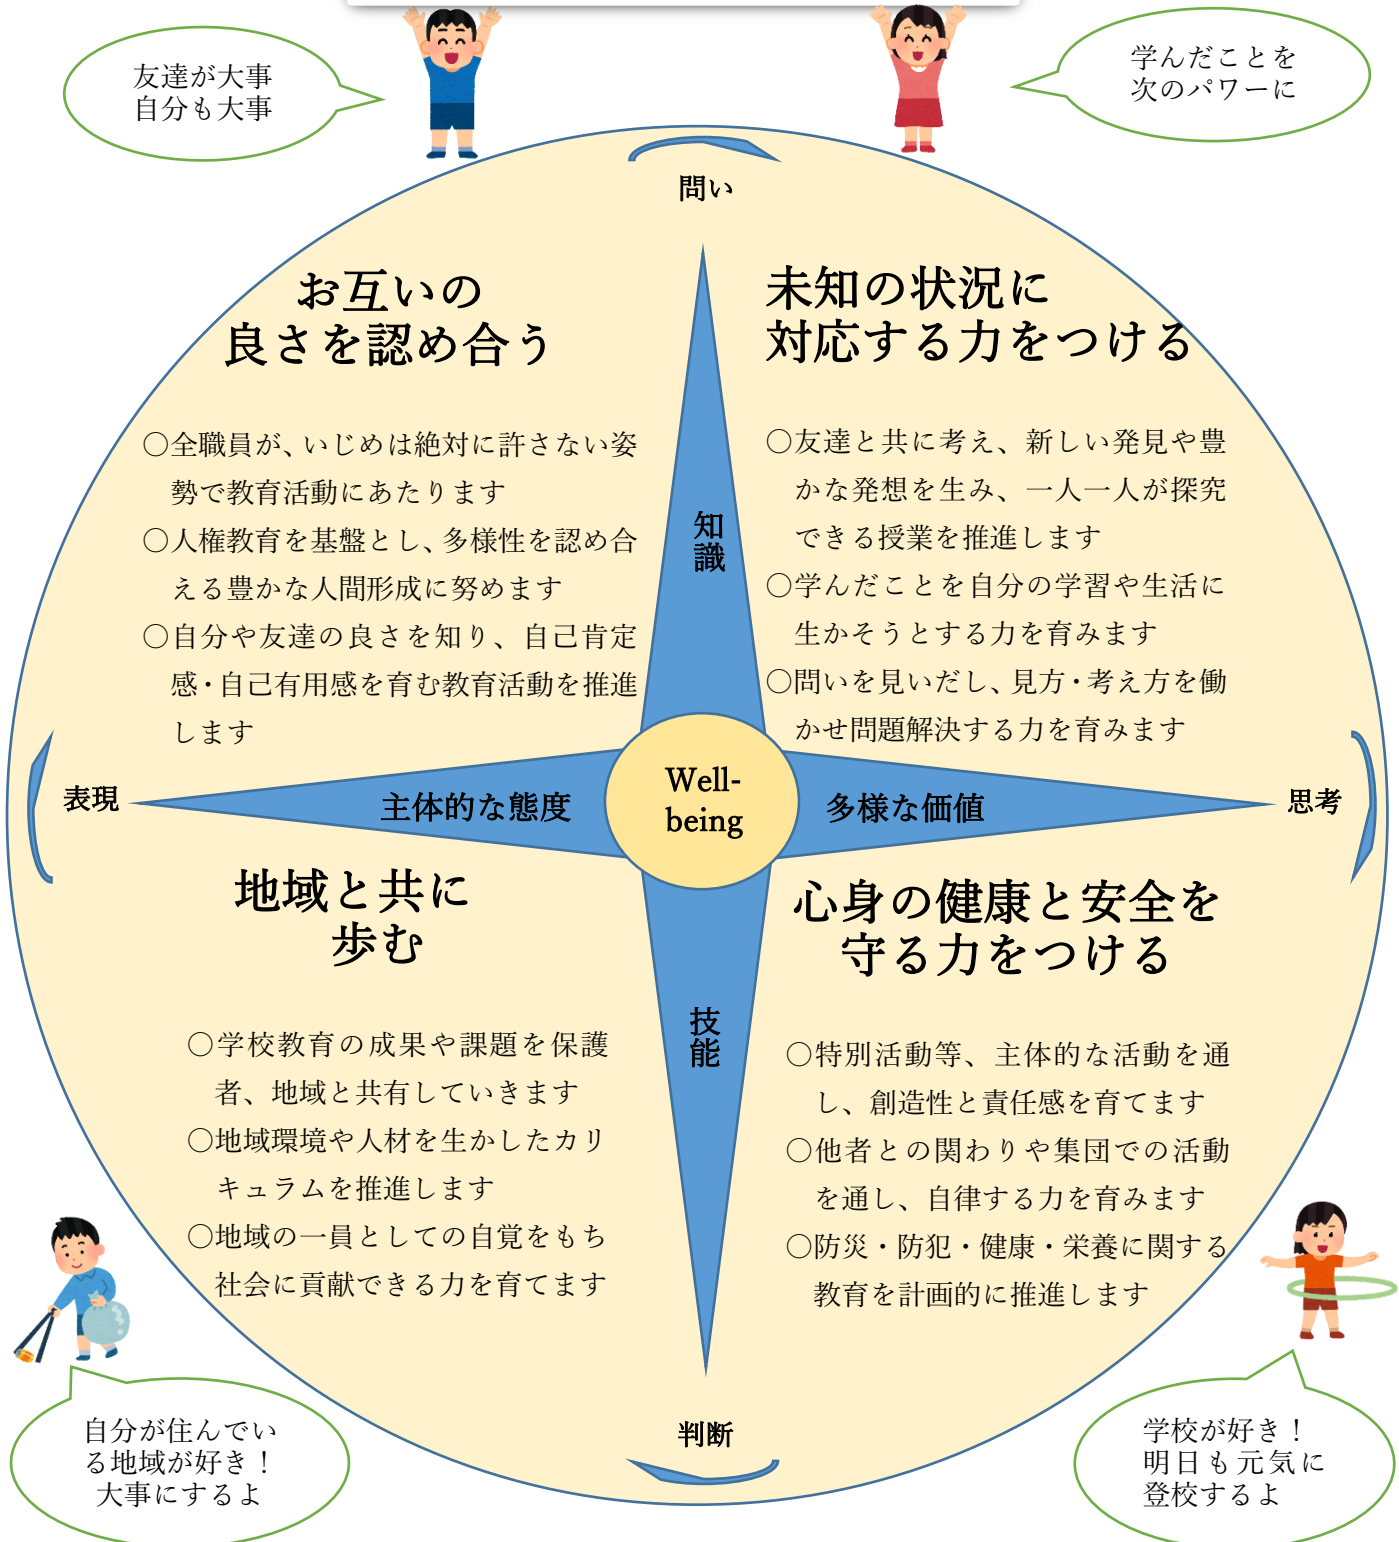 友達が大事
自分も大事
学んだことを
次のパワーに
問い
お互いの
良さを認め合う
〇全職員が、いじめは絶対に許さない姿
勢で教育活動にあたります
〇人権教育を基盤とし、多様性を認め合
える豊かな人間形成に努めます
〇自分や友達の良さを知り、自己肯定
感・自己有用感を育む教育活動を推進
します
未知の状況に
対応する力をつける
〇友達と共に考え、新しい発見や豊
かな発想を生み、一人一人が探究
できる授業を推進します
〇学んだことを自分の学習や生活に
生かそうとする力を育みます
〇問いを見いだし、見方・考え方を働
かせ問題解決する力を育みます
知識
表現
主体的な態度
Well-
being
多様な価値
思考
地域と共に
歩む
〇学校教育の成果や課題を保護
者、地域と共有していきます
〇地域環境や人材を生かしたカリ
キュラムを推進します
〇地域の一員としての自覚をもち
社会に貢献できる力を育てます
技能
心身の健康と安全を
守る力をつける
〇特別活動等、主体的な活動を通
し、創造性と責任感を育てます
〇他者との関わりや集団での活動
を通し、自律する力を育みます
〇防災・防犯・健康・栄養に関する
教育を計画的に推進します
判断
自分が住んでい
る地域が好き！
大事にするよ
学校が好き！
明日も元気に
登校するよ